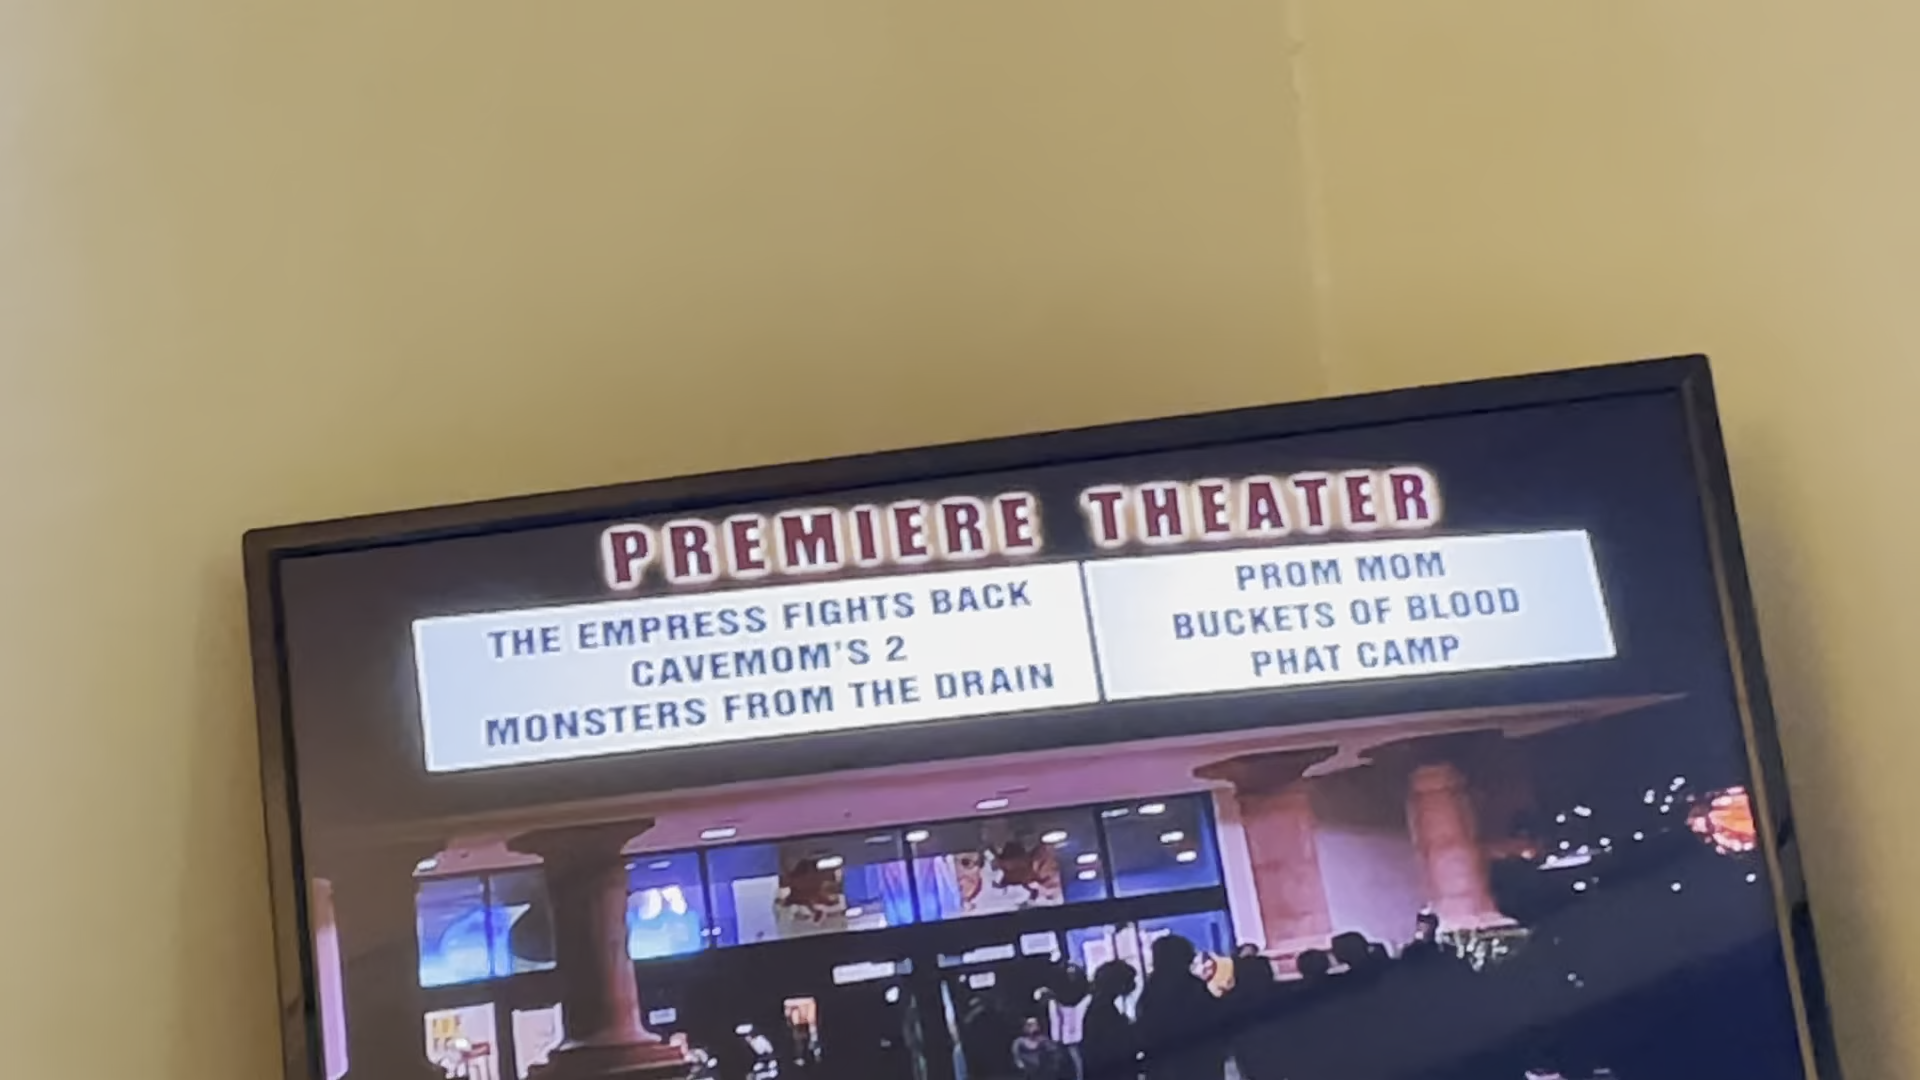 PREMIERE THEATER
THE EMPRESS FIGHTS BACK
CAVEMOM'S 2
MONSTERS FROM THE DRAIN
PROM MOM
BUCKETS OF BLOOD
PHAT CAMP